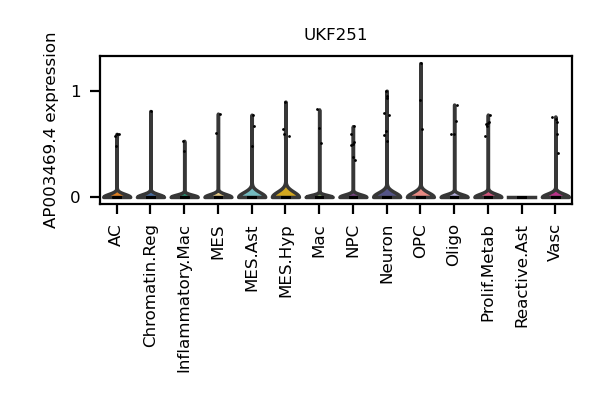 UKF251
AP003469.4 expression
1
0
AC
Chromatin.Reg
Inflammatory.Mac
MES
MES.Ast
MES.Hyp
Mac
NPC
Neuron
OPC
Oligo
Prolif.Metab
Reactive.Ast
Vasc